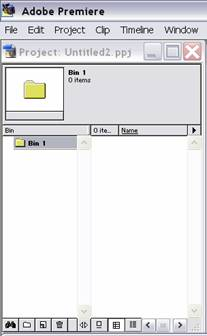 Adobe Premiere
File Edit Project Clip Timeline Window
Project: Untitled2.ppj
Bin 1
0 items
Bin 0 ite... Name
Bin 1